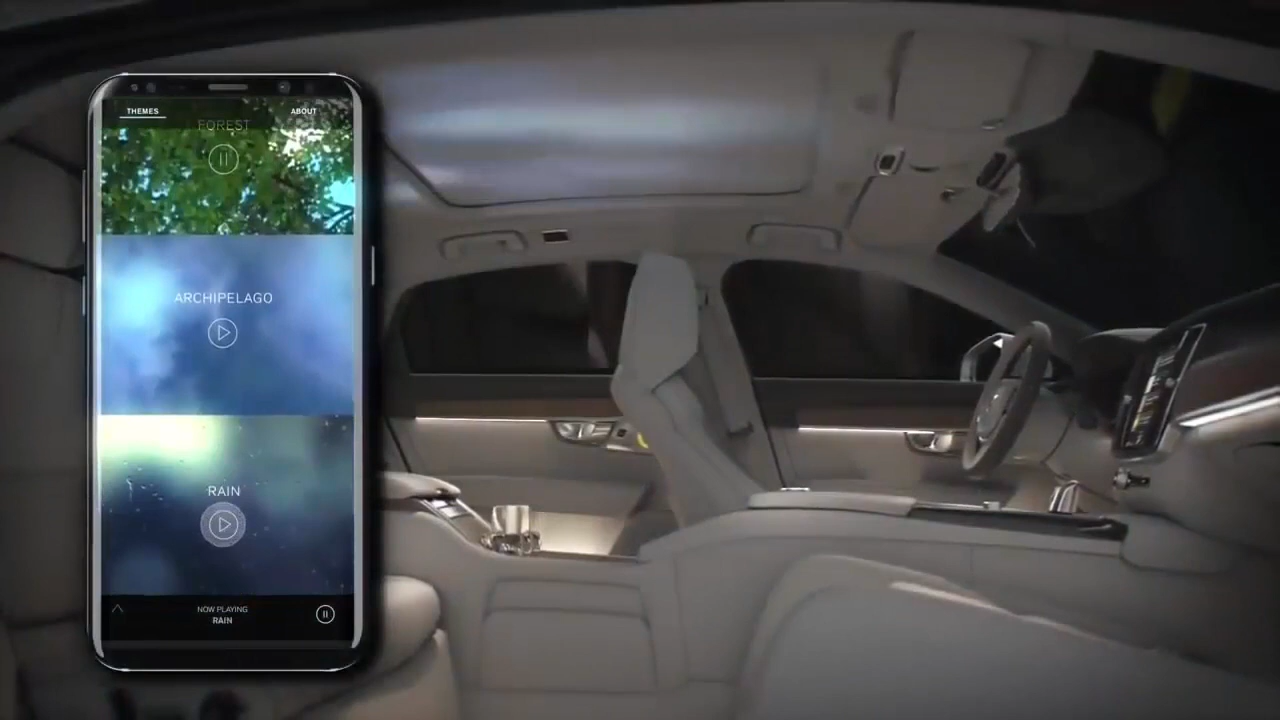 THEMES
ABOUT
FOREST
ARCHIPELAGO
RAIN
NOW PLAYING
RAIN